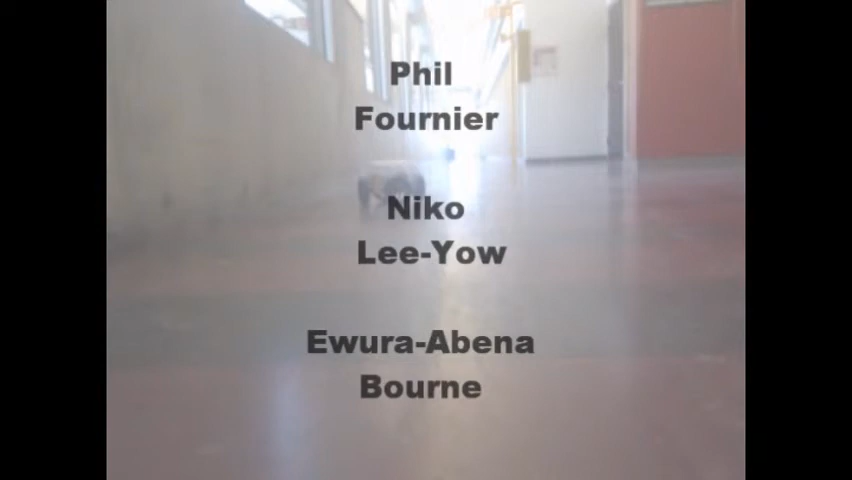 Phil
Fournier
Niko
Lee-Yow
Ewura-Abena
Bourne